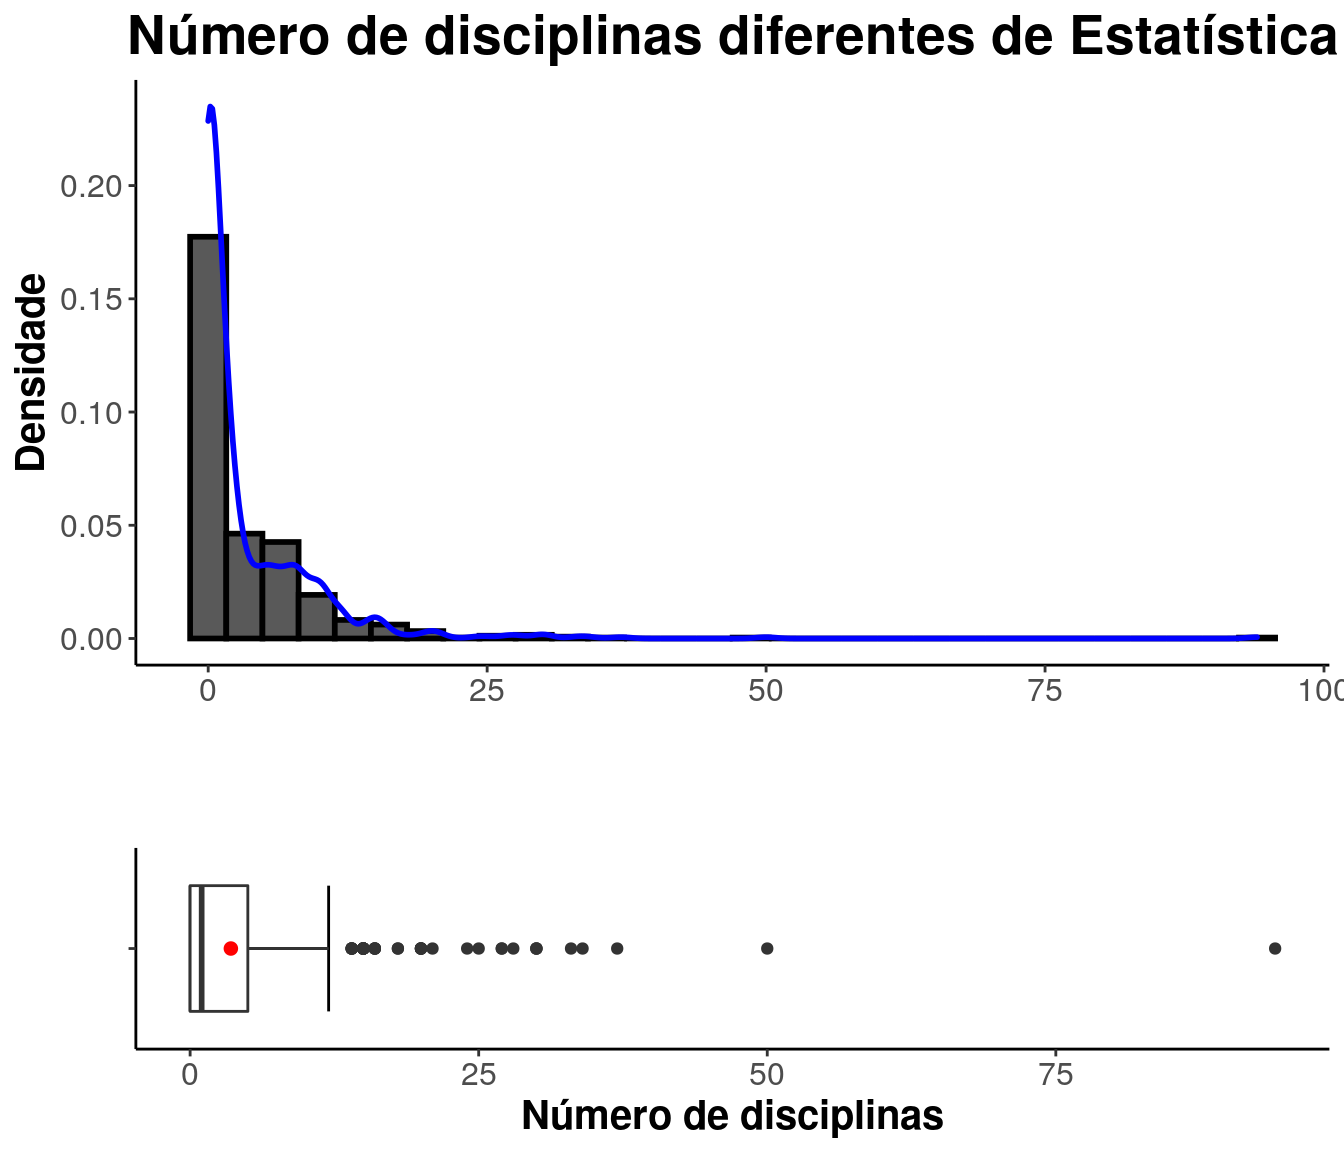 Número de disciplinas diferentes de Estatística
Densidade
0.20
0.15
0.10
0.05
0.00
0 25 50 75 100
0 25 50 75
Número de disciplinas